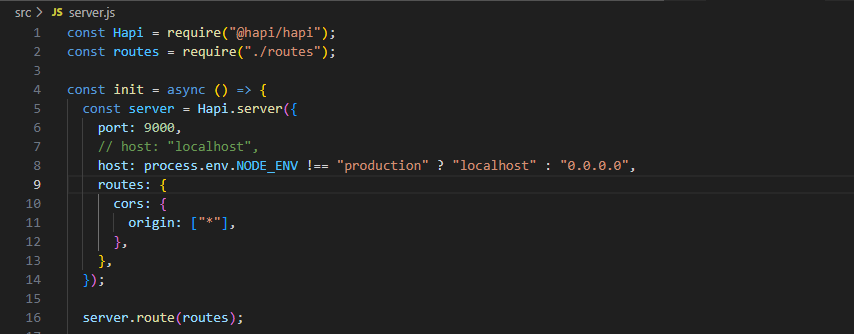 src > JS server.js
1 const Hapi = require("@hapi/hapi");
2 const routes = require("./routes");
3
4 const init = async () => {
5 const server = Hapi.server({
6 port: 9000,
7 // host: "localhost",
8 host: process.env.NODE_ENV !== "production" ? "localhost" : "0.0.0.0",
9 routes: {
10 cors: {
11 origin: ["*"],
12 },
13 },
14 });
15
16 server.route(routes);